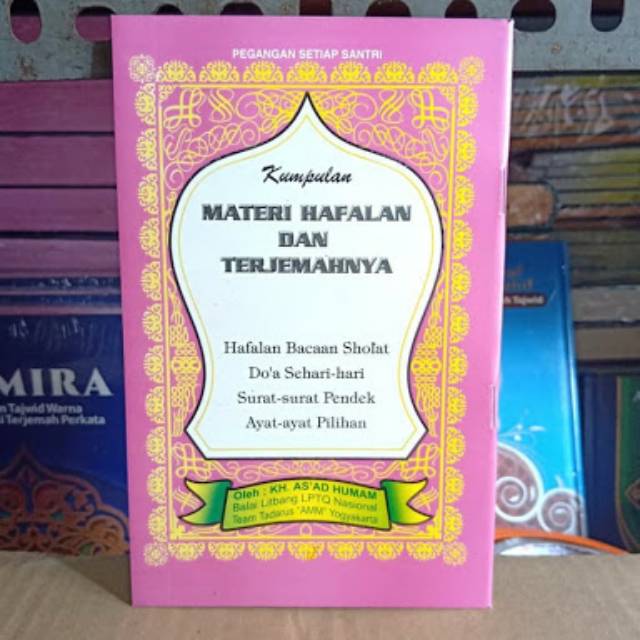 PEGANGAN SETIAP SANTRI
Kumpulan
MATERI HAFALAN
DAN
TERJEMAHNYA
Hafalan Bacaan Sholat
Do'a Sehari-hari
Surat-surat Pendek
Ayat-ayat Pilihan
Oleh : KH. AS'AD HUMAM
Balai Litbang LPTQ Nasional
Team Tadarus "AMM" Yogyakarta
MIRA
Tajwid Warna
Terjemah Perkata
Tajwid